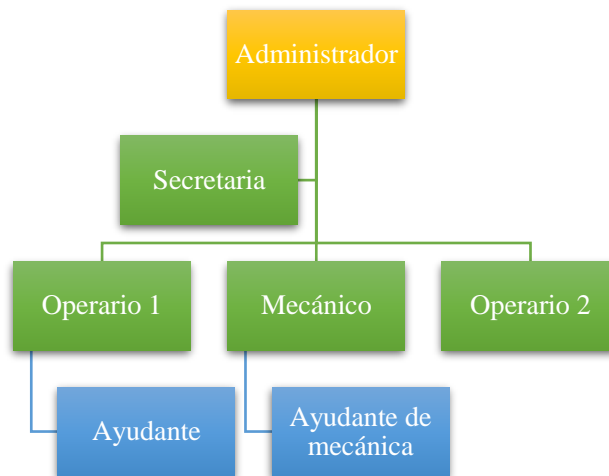 Administrador
Secretaria
Operario 1
Mecánico
Operario 2
Ayudante
Ayudante de
mecánica